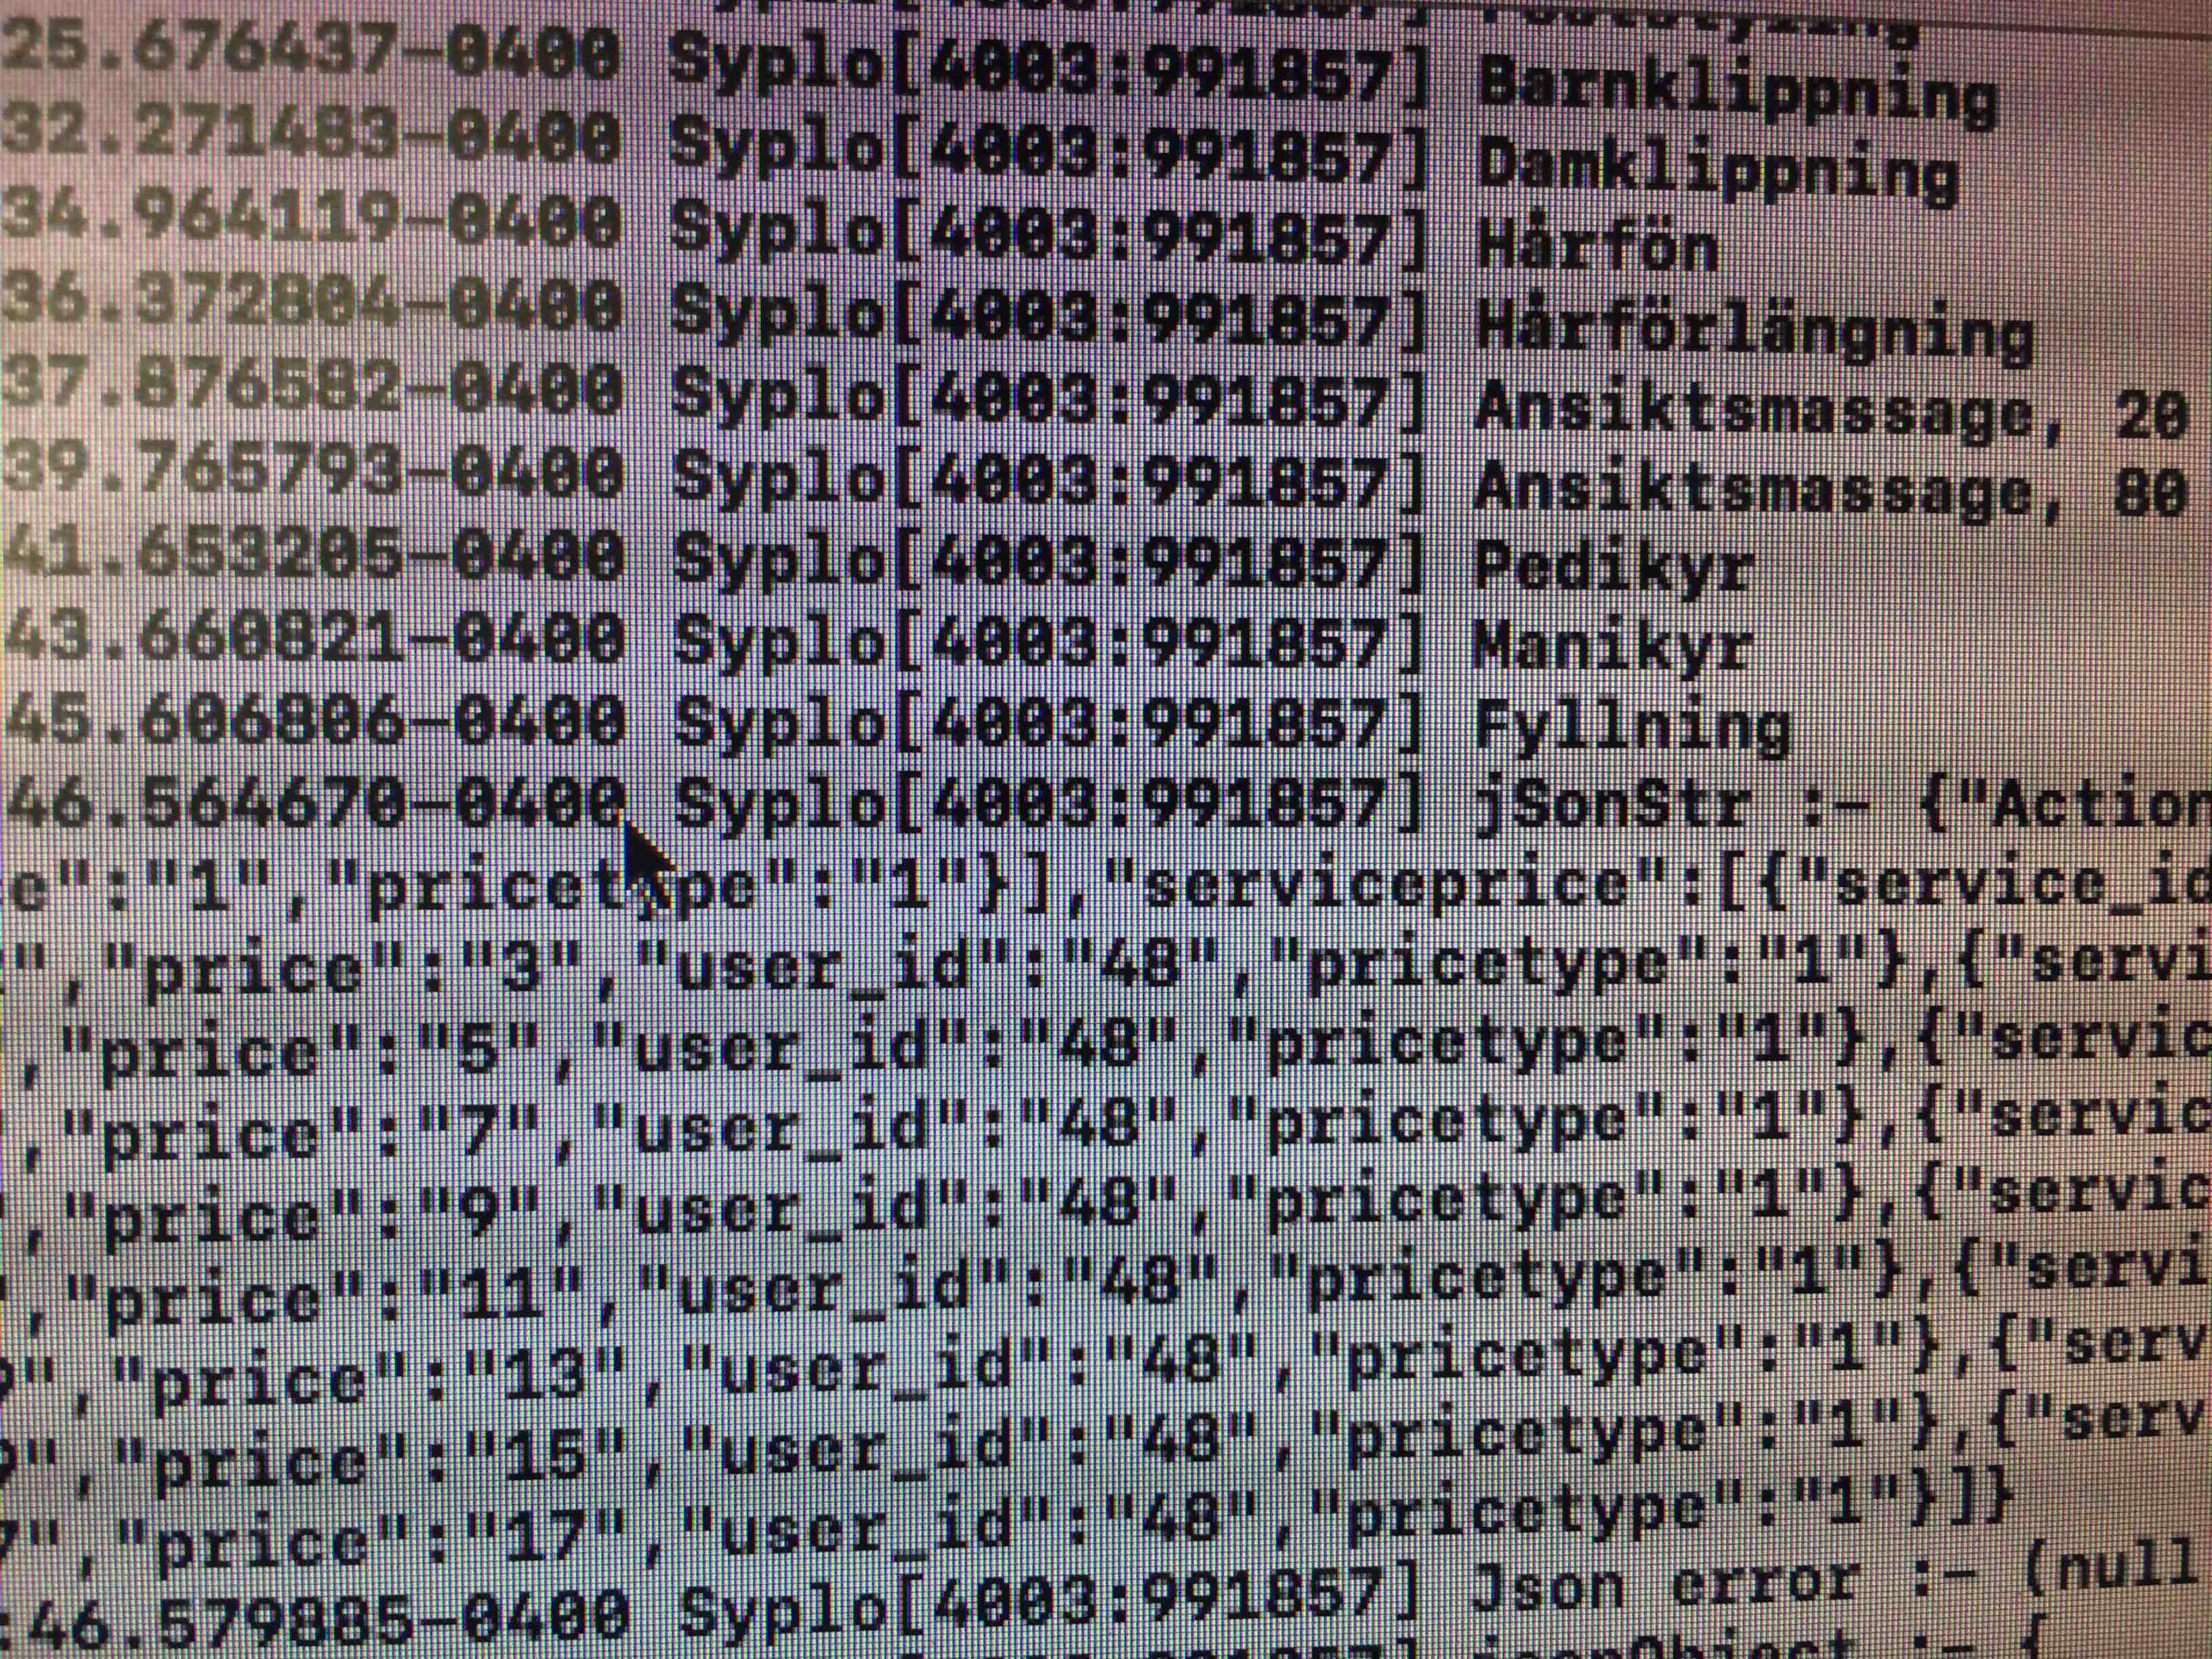 25.676437-0400 Syplo[4003:991857] Barnklippning
32.271483-0400 Syplo[4003:991857] Damklippning
34.964119-0400 Syplo[4003:991857] Hårfön
36.372804-0400 Syplo[4003:991857] Hårförlängning
37.876582-0400 Syplo[4003:991857] Ansiktsmassage, 20
39.765793-0400 Syplo[4003:991857] Ansiktsmassage, 80
41.653205-0400 Syplo[4003:991857] Pedikyr
43.660821-0400 Syplo[4003:991857] Manikyr
45.606806-0400 Syplo[4003:991857] Fyllning
46.564670-0400 Syplo[4003:991857] jSonStr :- {"Action
e":"1","pricetype":"1"}],"serviceprice":[{"service_id
","price":"3","user_id":"48","pricetype":"1"},{"servi
,"price":"5","user_id":"48","pricetype":"1"},{"servic
,"price":"7","user_id":"48","pricetype":"1"},{"servic
,"price":"9","user_id":"48","pricetype":"1"},{"servic
,"price":"11","user_id":"48","pricetype":"1"},{"servi
","price":"13","user_id":"48","pricetype":"1"},{"serv
","price":"15","user_id":"48","pricetype":"1"},{"serv
","price":"17","user_id":"48","pricetype":"1"}]}
:46.579885-0400 Syplo[4003:991857] Json error :- (null
jsonObject :- {